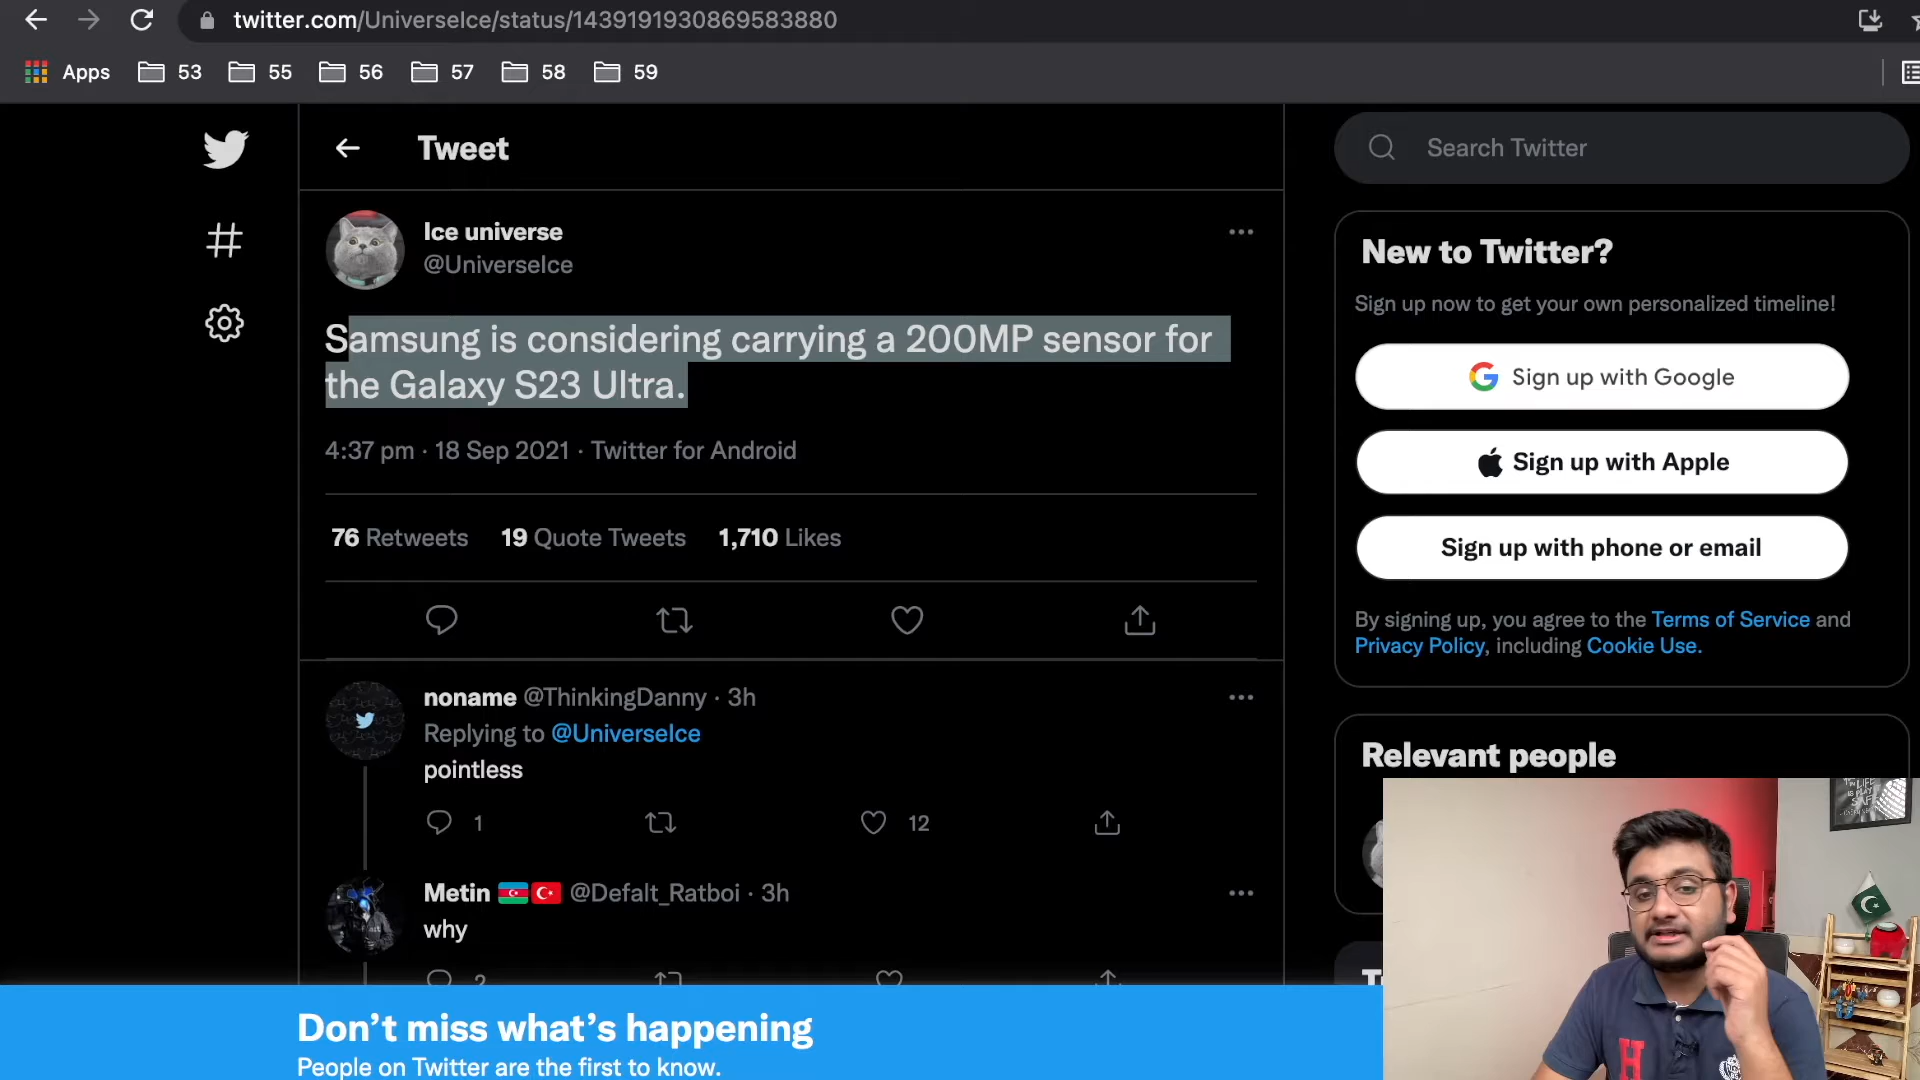 twitter.com/UniverseIce/status/1439191930869583880
Apps 53 55 56 57 58 59
Tweet
Search Twitter
Ice universe
@UniverseIce
Samsung is considering carrying a 200MP sensor for
the Galaxy S23 Ultra.
4:37 pm · 18 Sep 2021 · Twitter for Android
76 Retweets 19 Quote Tweets 1,710 Likes
noname @ThinkingDanny · 3h
Replying to @UniverseIce
pointless
1 12
Metin @Defalt_Ratboi · 3h
why
2
New to Twitter?
Sign up now to get your own personalized timeline!
Sign up with Google
Sign up with Apple
Sign up with phone or email
By signing up, you agree to the Terms of Service and
Privacy Policy, including Cookie Use.
Relevant people
Don't miss what's happening
People on Twitter are the first to know.
H